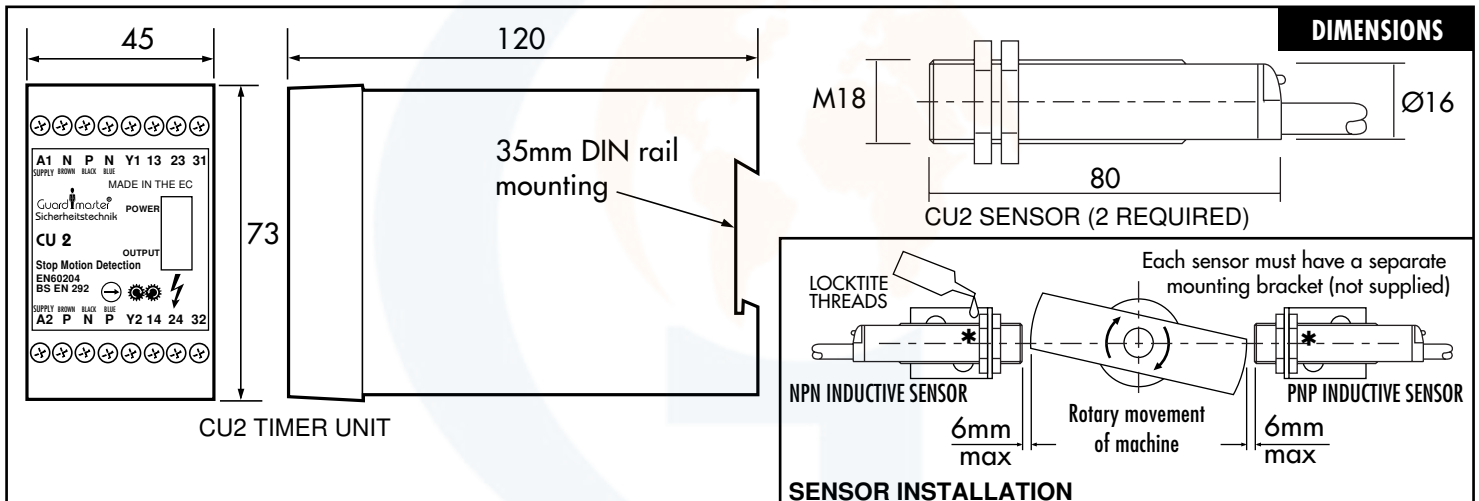 DIMENSIONS
45
120
73
35mm DIN rail
mounting
A1 N P N Y1 13 23 31
SUPPLY BROWN BLACK BLUE
MADE IN THE EC
Guardmaster®
Sicherheitstechnik
POWER
CU 2
OUTPUT
Stop Motion Detection
EN60204
BS EN 292
SUPPLY BROWN BLACK BLUE
A2 P N P Y2 14 24 32
CU2 TIMER UNIT
M18
Ø16
80
CU2 SENSOR (2 REQUIRED)
LOCKTITE
THREADS
Each sensor must have a separate
mounting bracket (not supplied)
* *
NPN INDUCTIVE SENSOR
PNP INDUCTIVE SENSOR
Rotary movement
of machine
6mm
max
6mm
max
SENSOR INSTALLATION